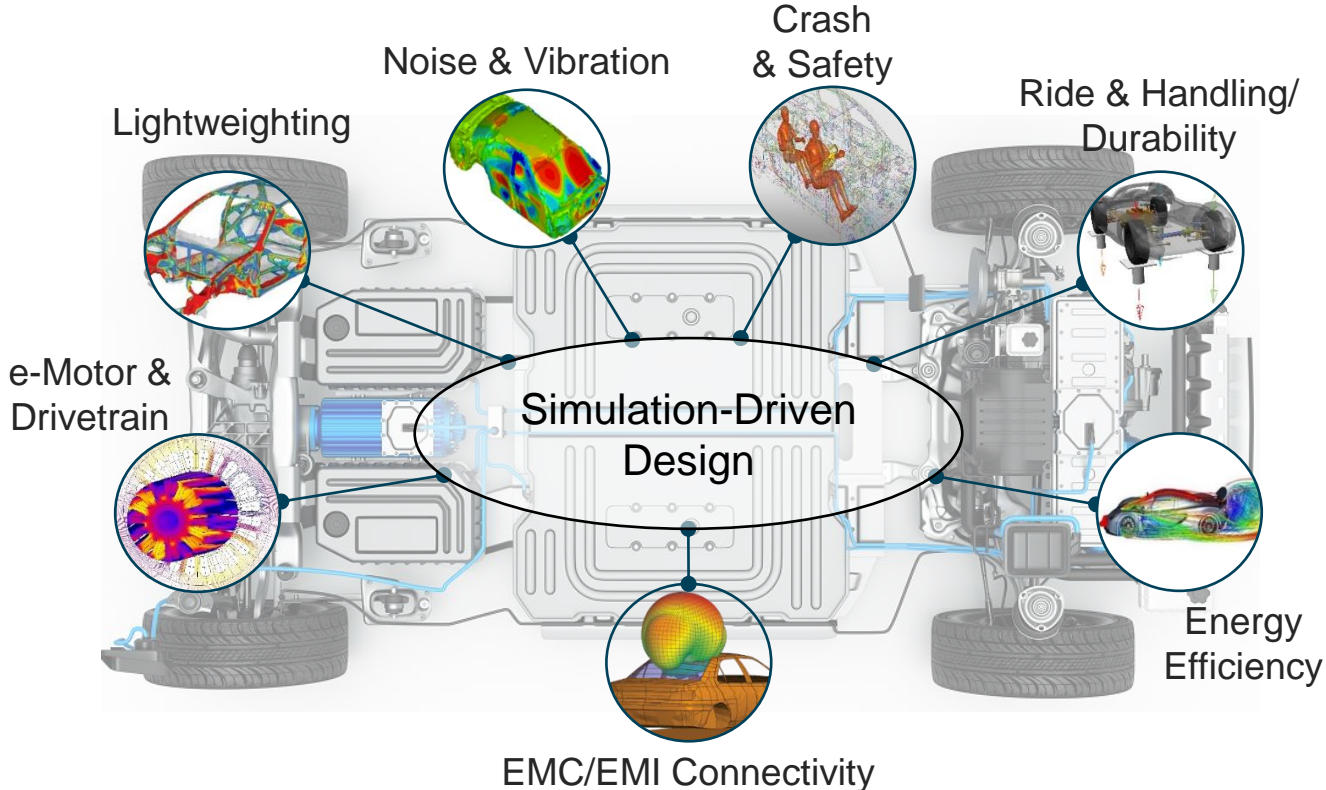 Crash
& Safety
Noise & Vibration
Ride & Handling/
Durability
Lightweighting
e-Motor &
Drivetrain
Simulation-Driven
Design
Energy
Efficiency
EMC/EMI Connectivity